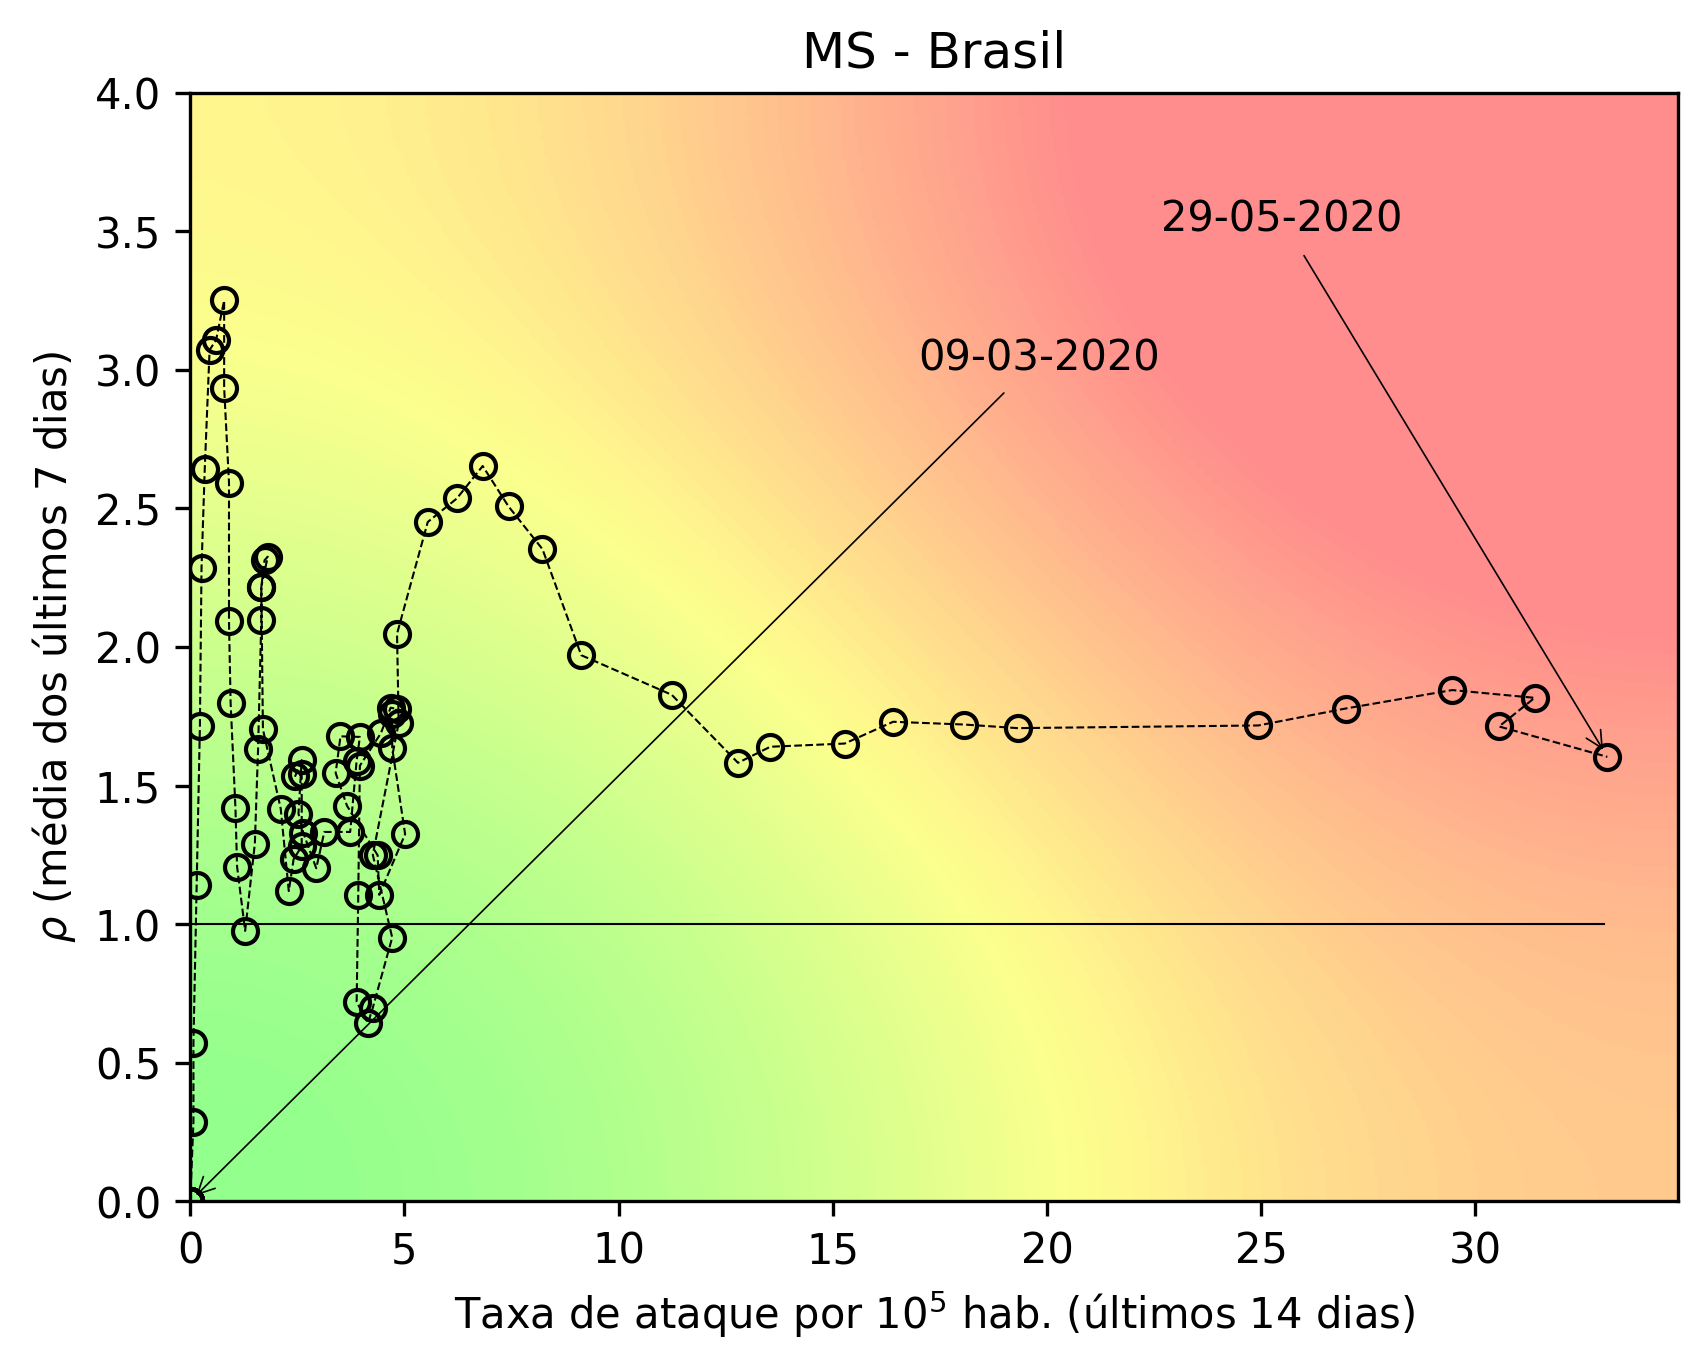 MS - Brasil
4.0
3.5
3.0
2.5
2.0
1.5
1.0
0.5
0.0
ρ (média dos últimos 7 dias)
29-05-2020
09-03-2020
0 5 10 15 20 25 30
Taxa de ataque por 10⁵ hab. (últimos 14 dias)